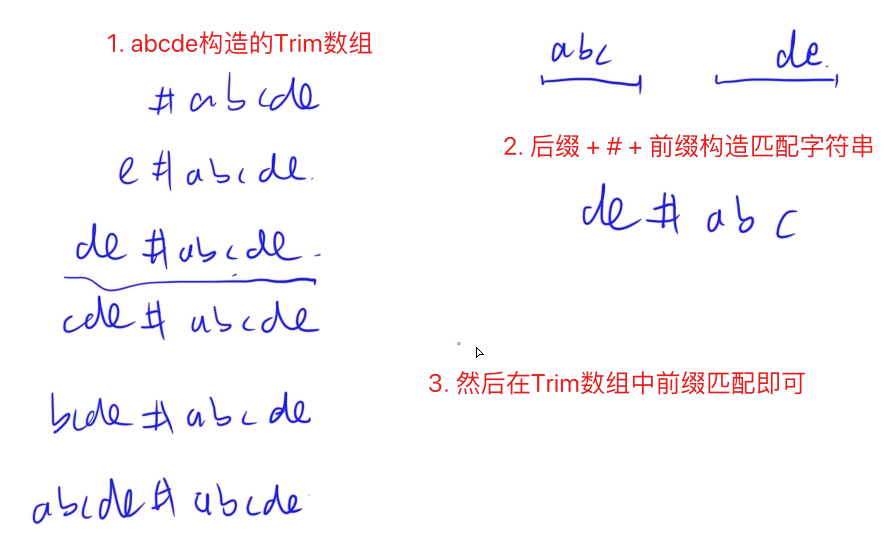 1. abcde构造的Trim数组
#abcde
e#abcde
de#abcde
cde#abcde
bcde#abcde
abcde#abcde
abc de
2. 后缀 + # + 前缀构造匹配字符串
de#abc
3. 然后在Trim数组中前缀匹配即可